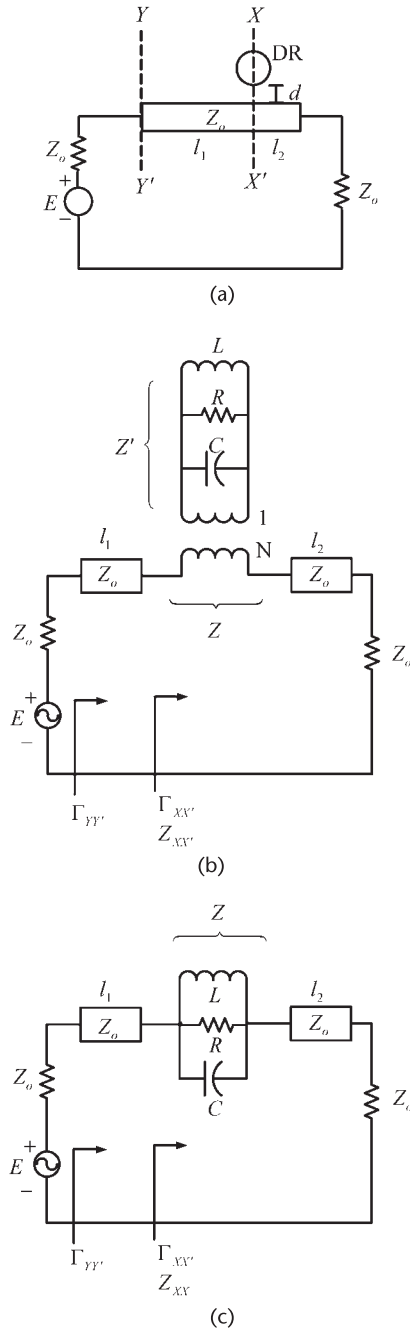 Y X
DR
d
Z_o
l_1 l_2
Z_o
+
E
−
Y' X'
Z_o
(a)
L
R
Z'
C
1
N
l_1 l_2
Z_o Z_o
Z
Z_o Z_o
+
E
−
Γ_YY' Γ_XX'
Z_XX'
(b)
Z
l_1 L l_2
Z_o R Z_o
C
Z_o Z_o
+
E
−
Γ_YY' Γ_XX'
Z_XX
(c)